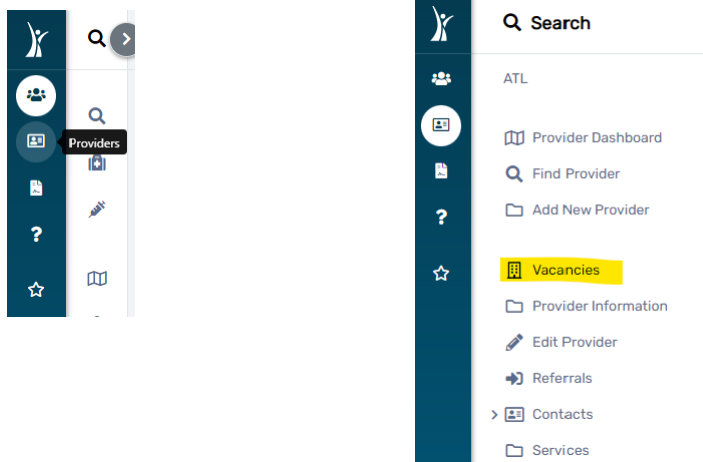 Providers
?
Search
ATL
Provider Dashboard
Find Provider
Add New Provider
?
Vacancies
Provider Information
Edit Provider
Referrals
Contacts
Services